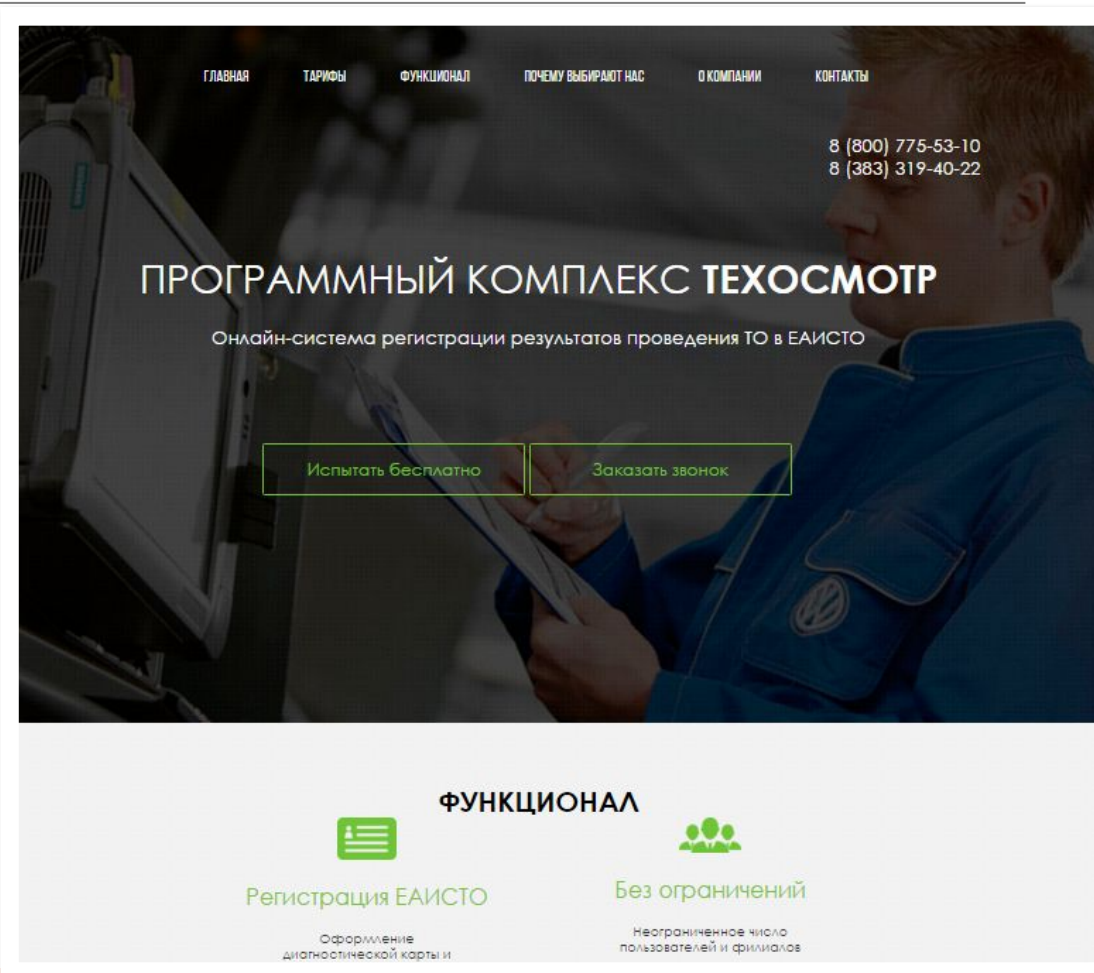 ГЛАВНАЯ ТАРИФЫ ФУНКЦИОНАЛ ПОЧЕМУ ВЫБИРАЮТ НАС О КОМПАНИИ КОНТАКТЫ
8 (800) 775-53-10
8 (383) 319-40-22
ПРОГРАММНЫЙ КОМПЛЕКС ТЕХОСМОТР
Онлайн-система регистрации результатов проведения ТО в ЕАИСТО
Испытать бесплатно Заказать звонок
ФУНКЦИОНАЛ
Регистрация ЕАИСТО
Оформление
диагностической карты и
Без ограничений
Неограниченное число
пользователей и филиалов